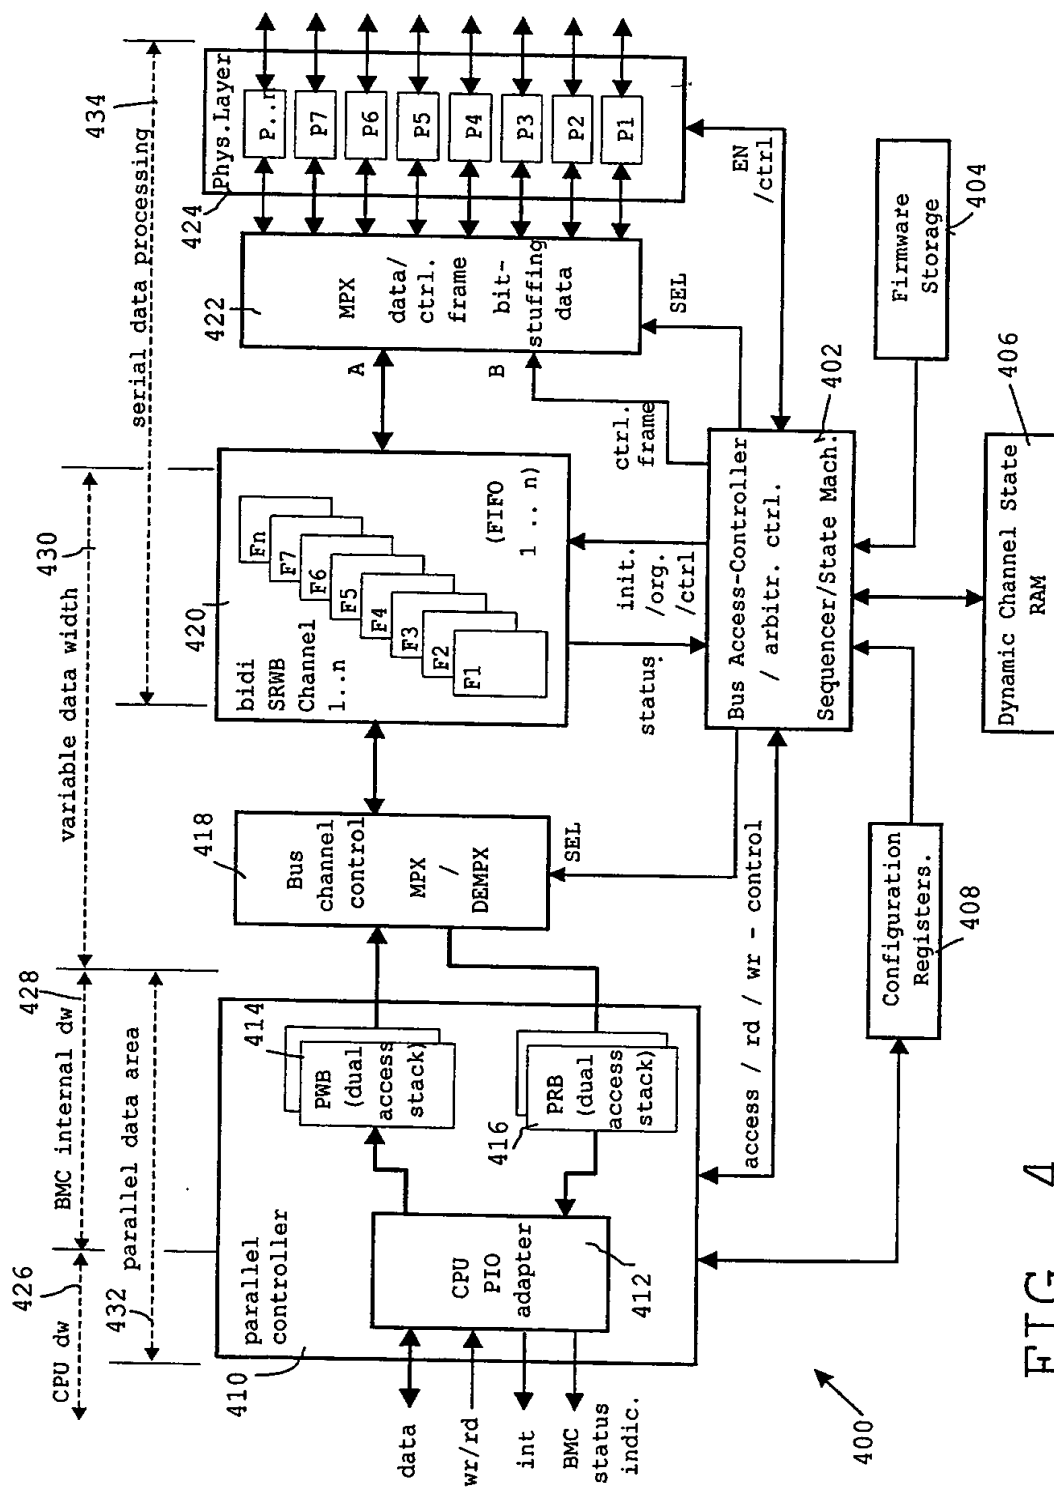 CPU dw
426
BMC internal dw
428
variable data width
430
432
parallel data area
serial data processing
434
410
parallel
controller
CPU
PIO
adapter
412
data
wr/rd
int
BMC
status
indic.
PWB
(dual
access
stack)
414
PRB
(dual
access
stack)
416
418
Bus
channel
control
MPX
/
DEMPX
SEL
420
bidi
SRWB
Channel
1..n
F1
F2
F3
F4
F5
F6
F7
Fn
(FIFO
1 .. n)
status.
init.
/org.
/ctrl
A
B
ctrl.
frame
422
MPX
data/
ctrl.
frame
bit-
stuffing
data
SEL
424
Phys.Layer
P..n
P7
P6
P5
P4
P3
P2
P1
EN
/ctrl
access / rd / wr - control
Bus Access-Controller
/ arbitr. ctrl.
Sequencer/State Mach.
402
Configuration
Registers.
408
Dynamic Channel State
RAM
406
Firmware
Storage
404
400
FIG. 4